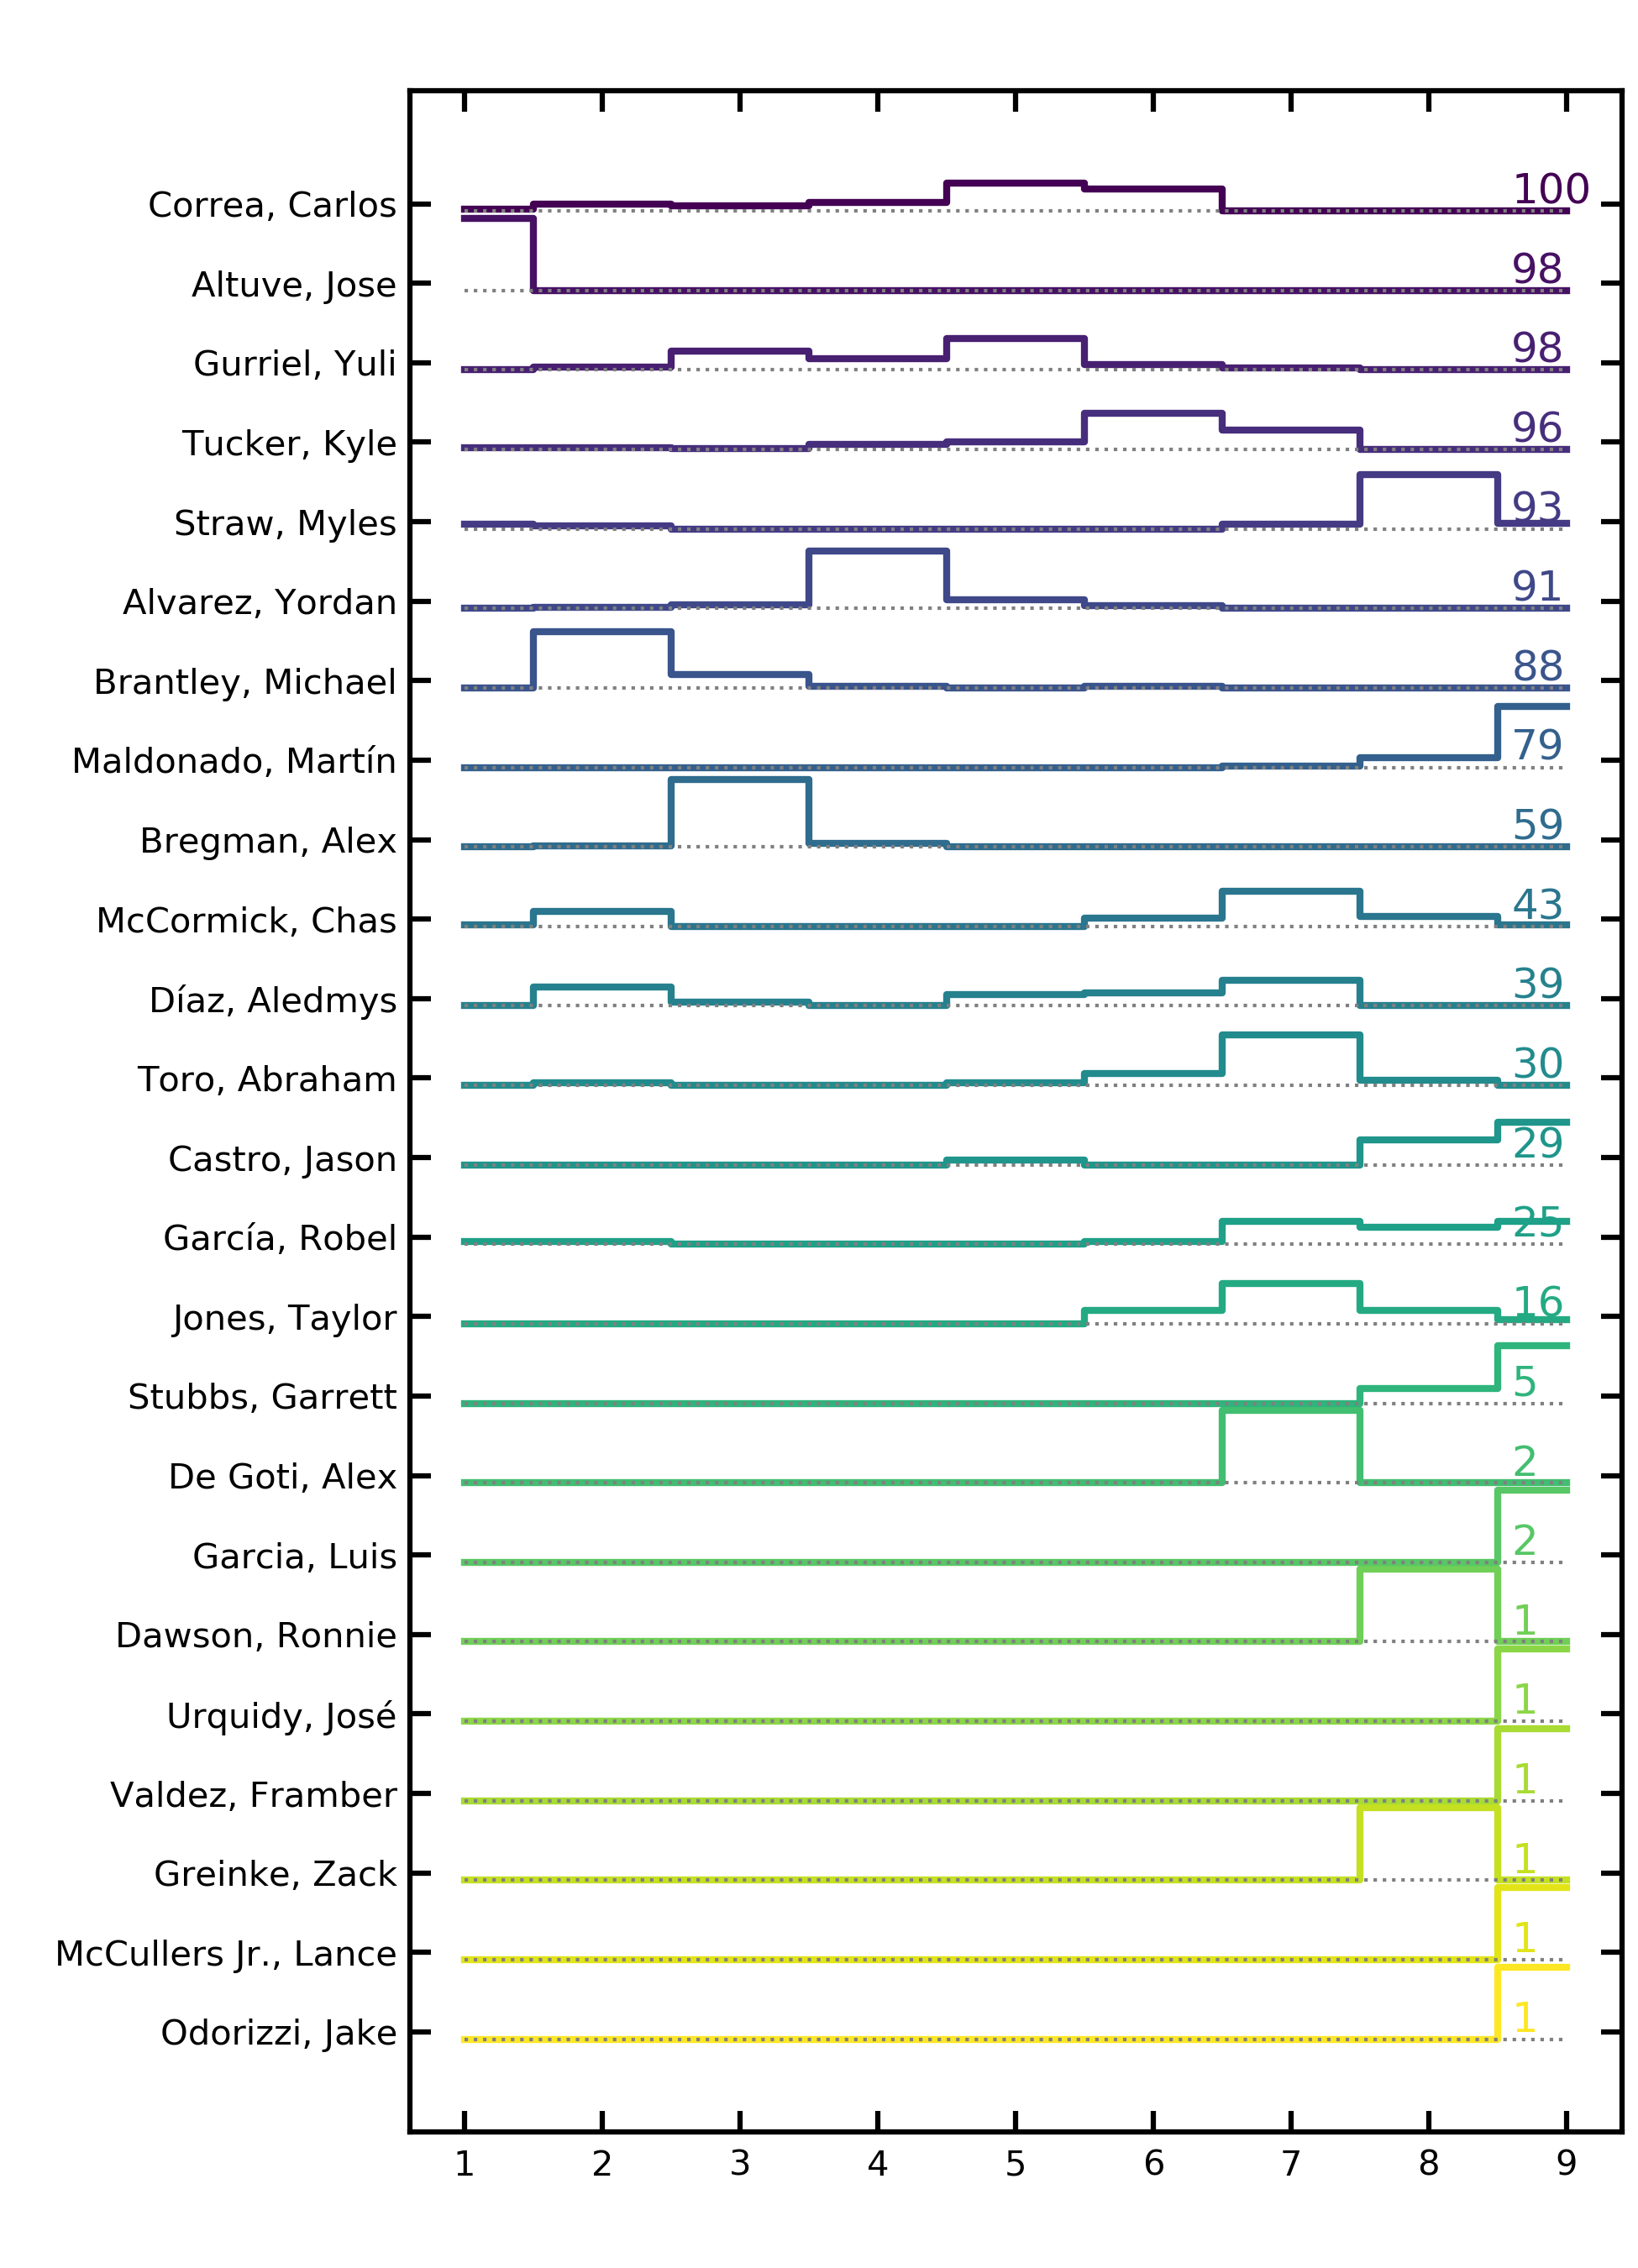 Correa, Carlos 100
Altuve, Jose 98
Gurriel, Yuli 98
Tucker, Kyle 96
Straw, Myles 93
Alvarez, Yordan 91
Brantley, Michael 88
Maldonado, Martín 79
Bregman, Alex 59
McCormick, Chas 43
Díaz, Aledmys 39
Toro, Abraham 30
Castro, Jason 29
García, Robel 25
Jones, Taylor 16
Stubbs, Garrett 5
De Goti, Alex 2
Garcia, Luis 2
Dawson, Ronnie 1
Urquidy, José 1
Valdez, Framber 1
Greinke, Zack 1
McCullers Jr., Lance 1
Odorizzi, Jake 1
1 2 3 4 5 6 7 8 9